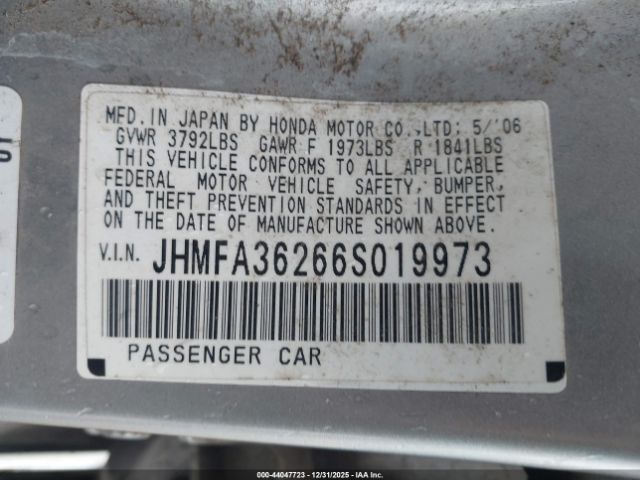 MFD. IN JAPAN BY HONDA MOTOR CO., LTD: 5/'06
GVWR 3792LBS GAWR F 1973LBS R 1841LBS
THIS VEHICLE CONFORMS TO ALL APPLICABLE
FEDERAL MOTOR VEHICLE SAFETY, BUMPER,
AND THEFT PREVENTION STANDARDS IN EFFECT
ON THE DATE OF MANUFACTURE SHOWN ABOVE.
V.I.N. JHMFA36266S019973
PASSENGER CAR
000-44047723 - 12/31/2025 - IAAI.COM